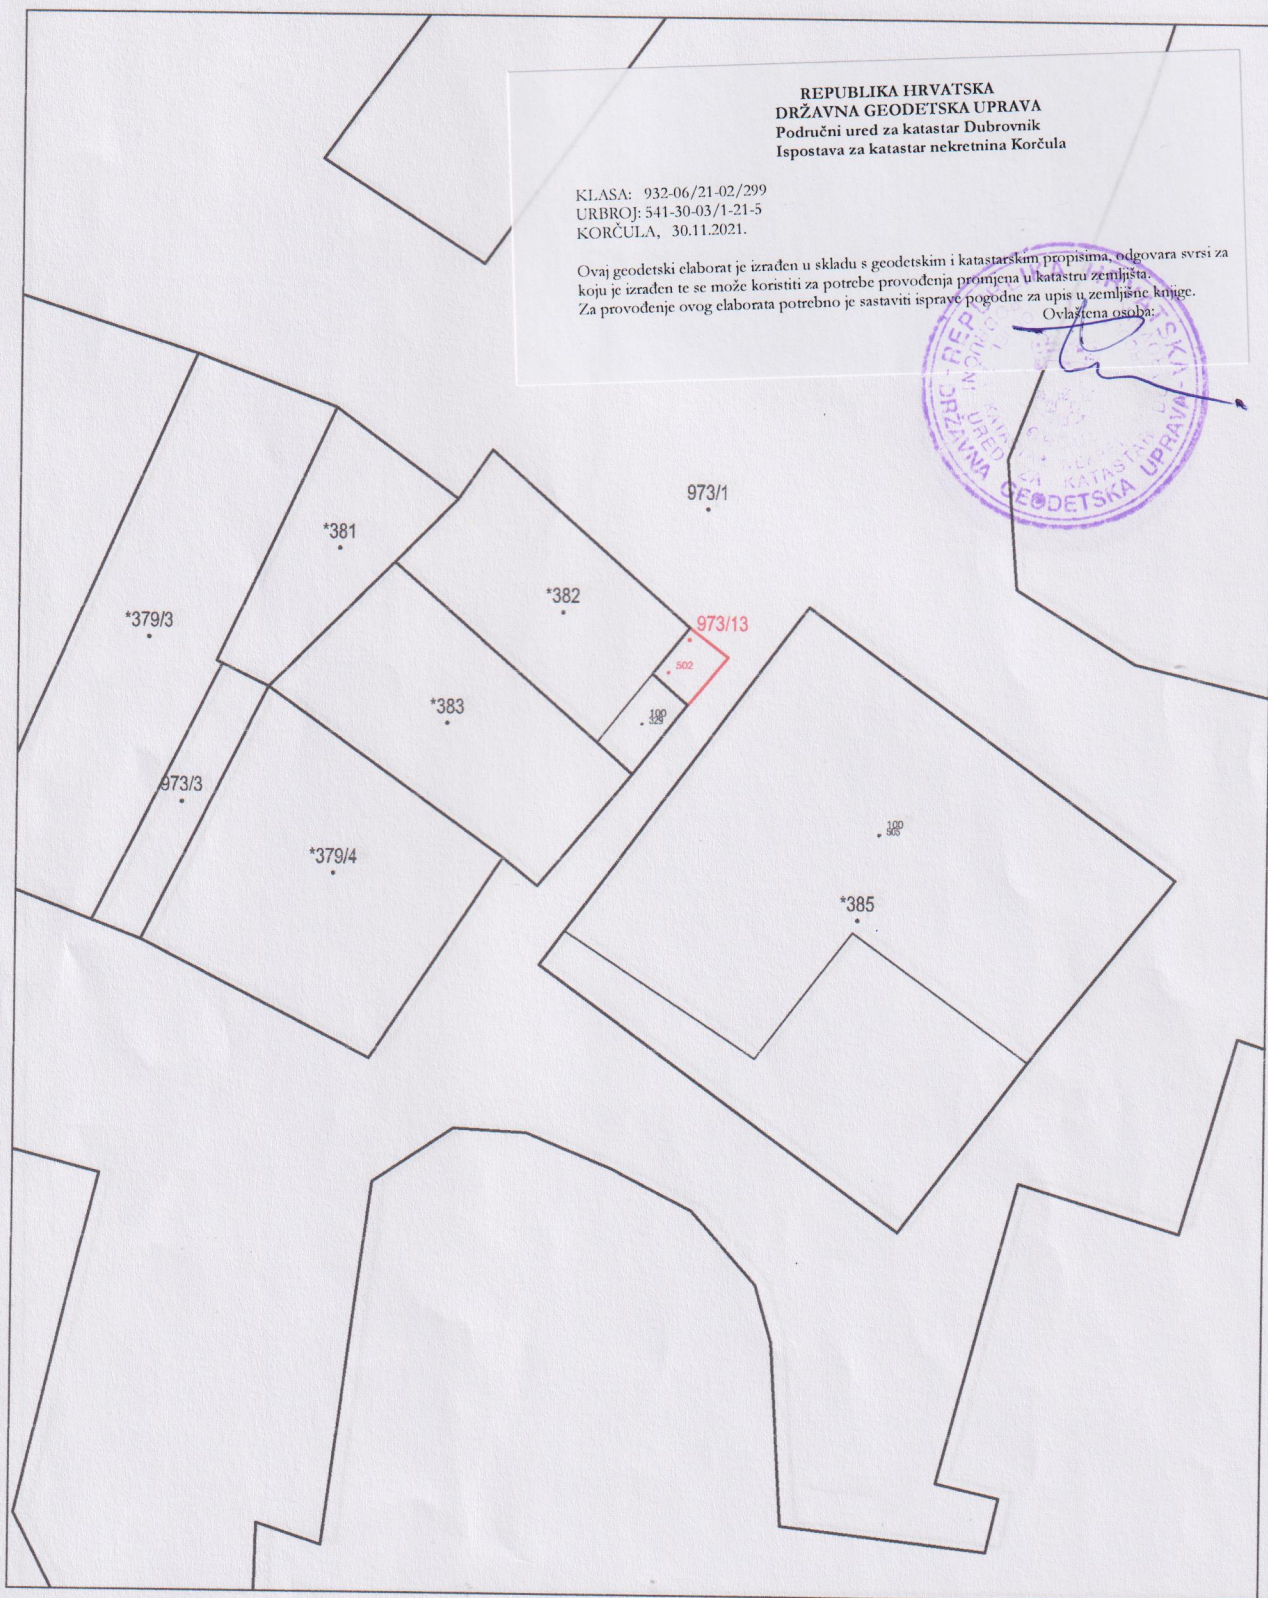 REPUBLIKA HRVATSKA
DRŽAVNA GEODETSKA UPRAVA
Područni ured za katastar Dubrovnik
Ispostava za katastar nekretnina Korčula
KLASA: 932-06/21-02/299
URBROJ: 541-30-03/1-21-5
KORČULA, 30.11.2021.
Ovaj geodetski elaborat je izrađen u skladu s geodetskim i katastarskim propisima, odgovara svrsi za
koju je izrađen te se može koristiti za potrebe provođenja promjena u katastru zemljišta.
Za provođenje ovog elaborata potrebno je sastaviti isprave pogodne za upis u zemljišne knjige.
Ovlaštena osoba:
REPUBLIKA HRVATSKA
DRŽAVNA GEODETSKA UPRAVA
URED ZA KATASTAR
973/1
*381
*382
*379/3
973/13
502
*383
100
329
973/3
100
505
*379/4
*385